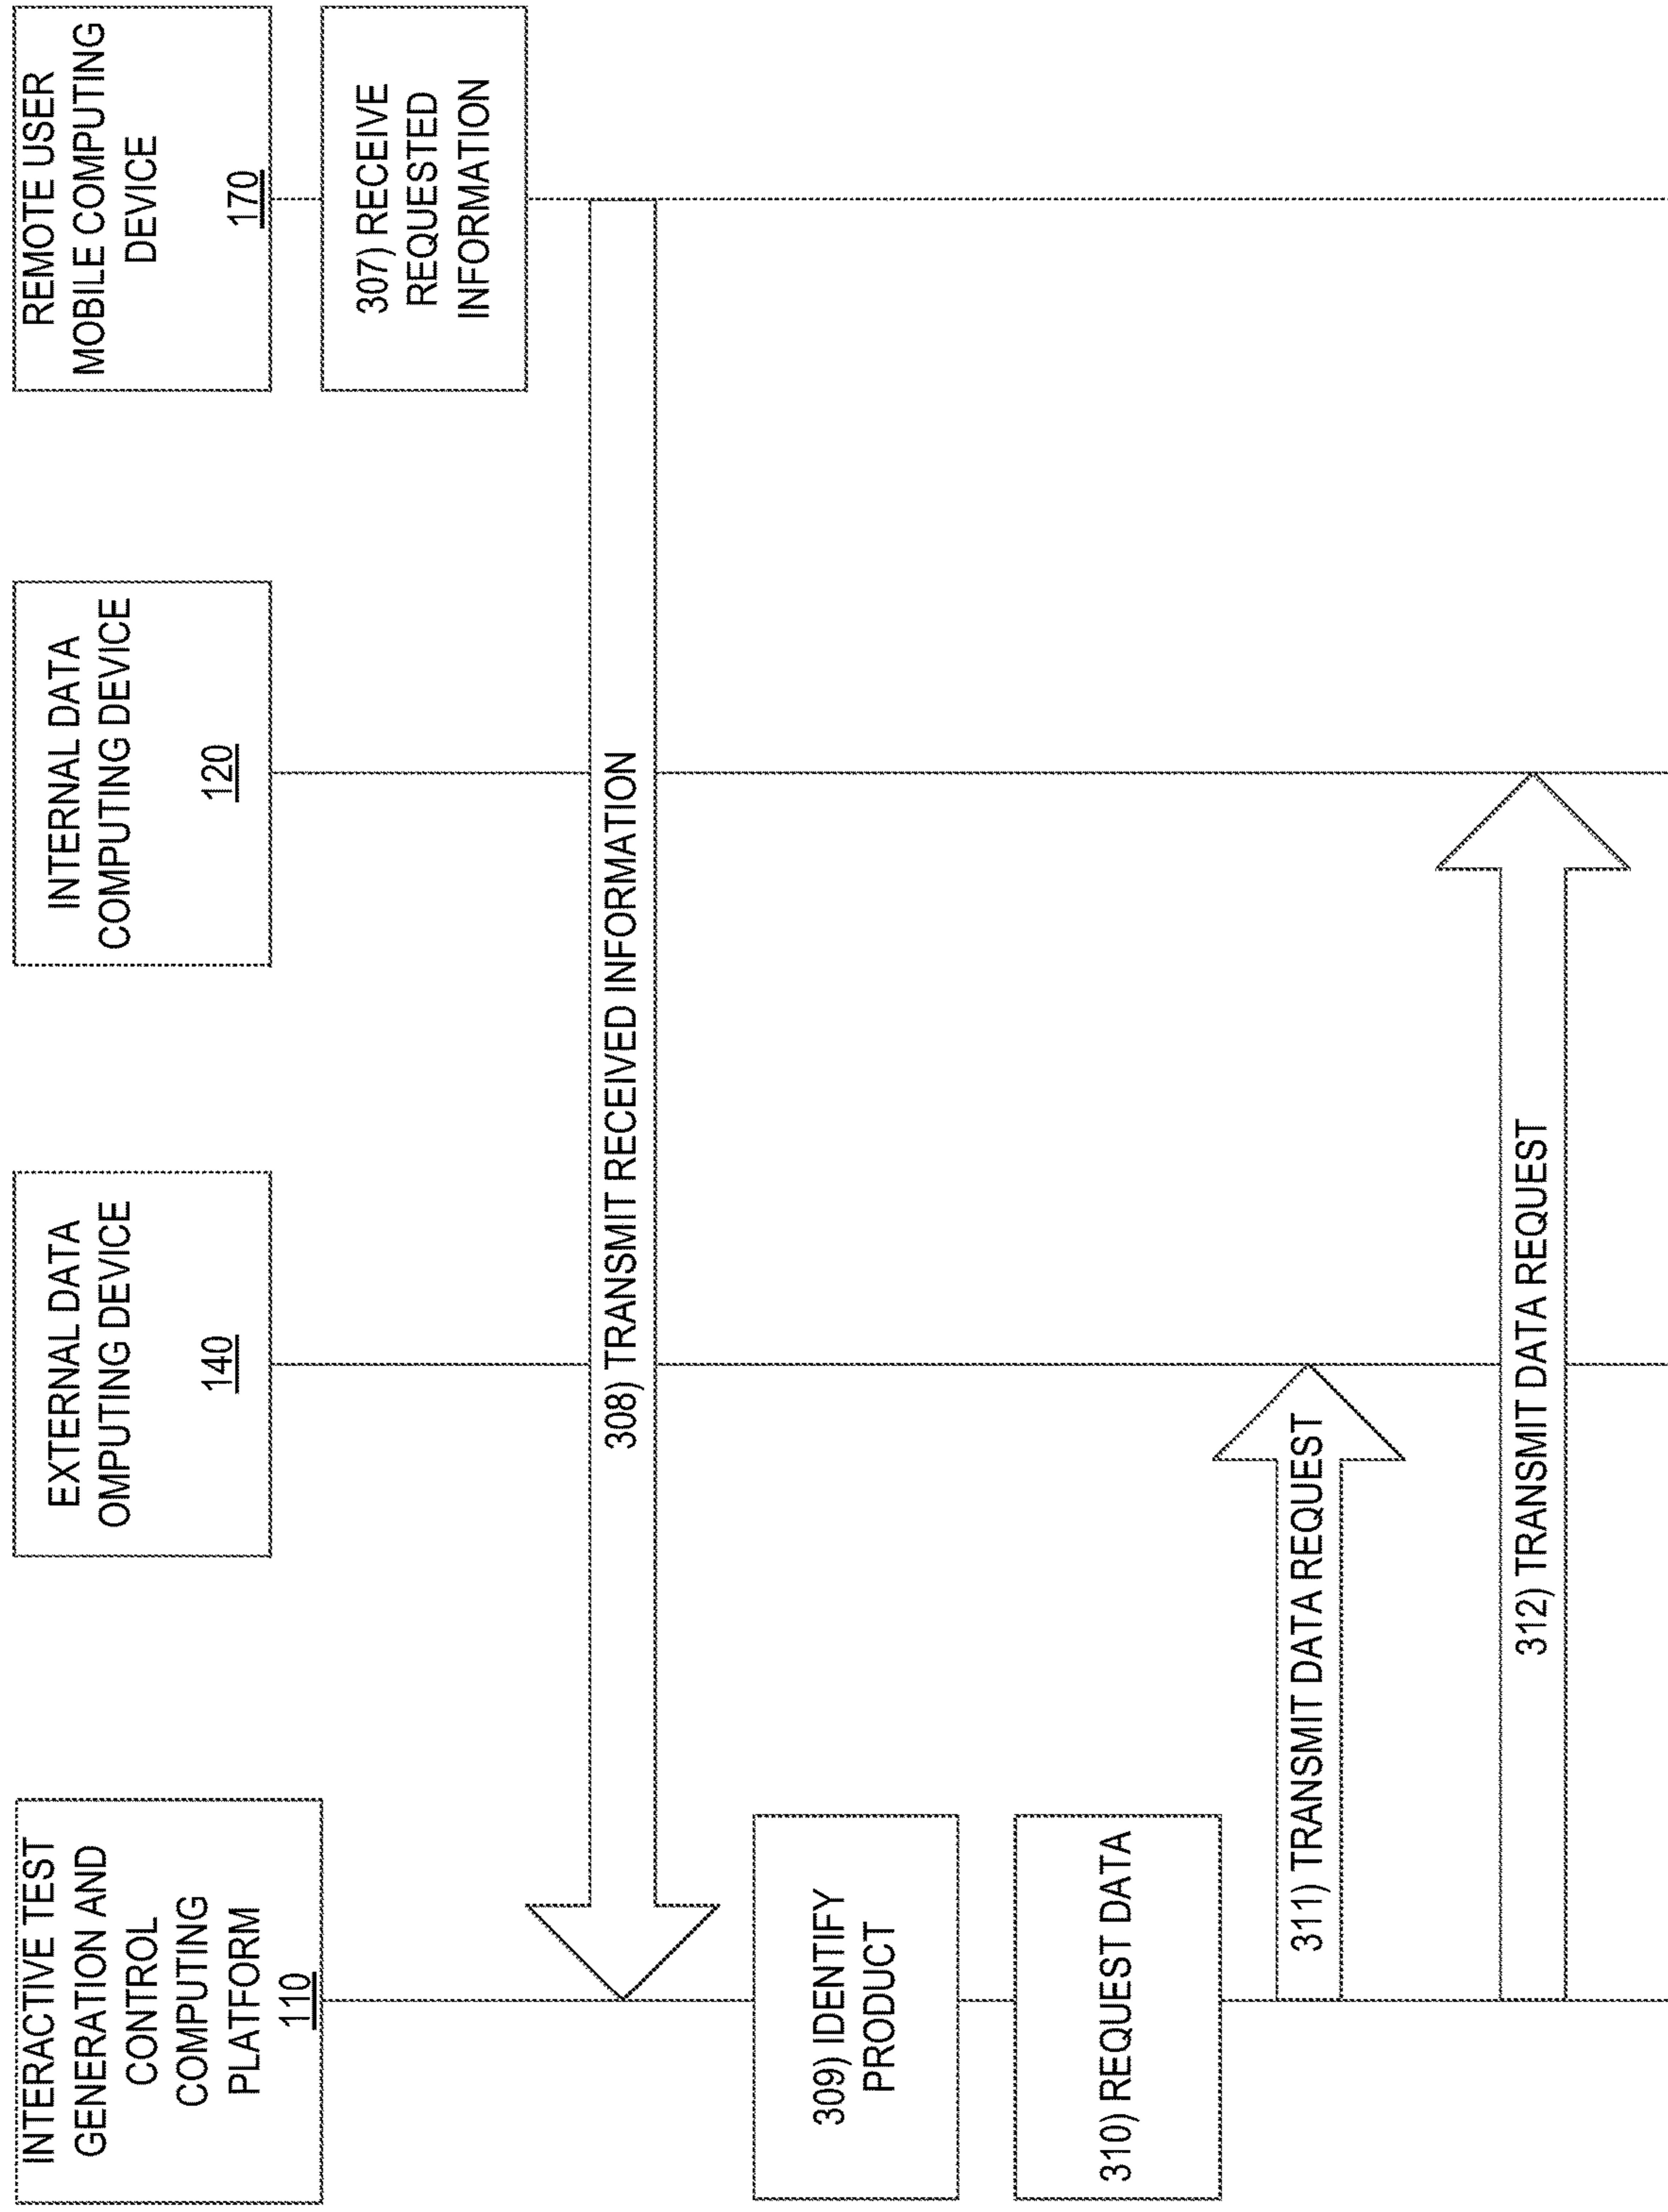 INTERACTIVE TEST
GENERATION AND
CONTROL
COMPUTING
PLATFORM
110
EXTERNAL DATA
OMPUTING DEVICE
140
INTERNAL DATA
COMPUTING DEVICE
120
REMOTE USER
MOBILE COMPUTING
DEVICE
170
307) RECEIVE
REQUESTED
INFORMATION
308) TRANSMIT RECEIVED INFORMATION
309) IDENTIFY
PRODUCT
310) REQUEST DATA
311) TRANSMIT DATA REQUEST
312) TRANSMIT DATA REQUEST